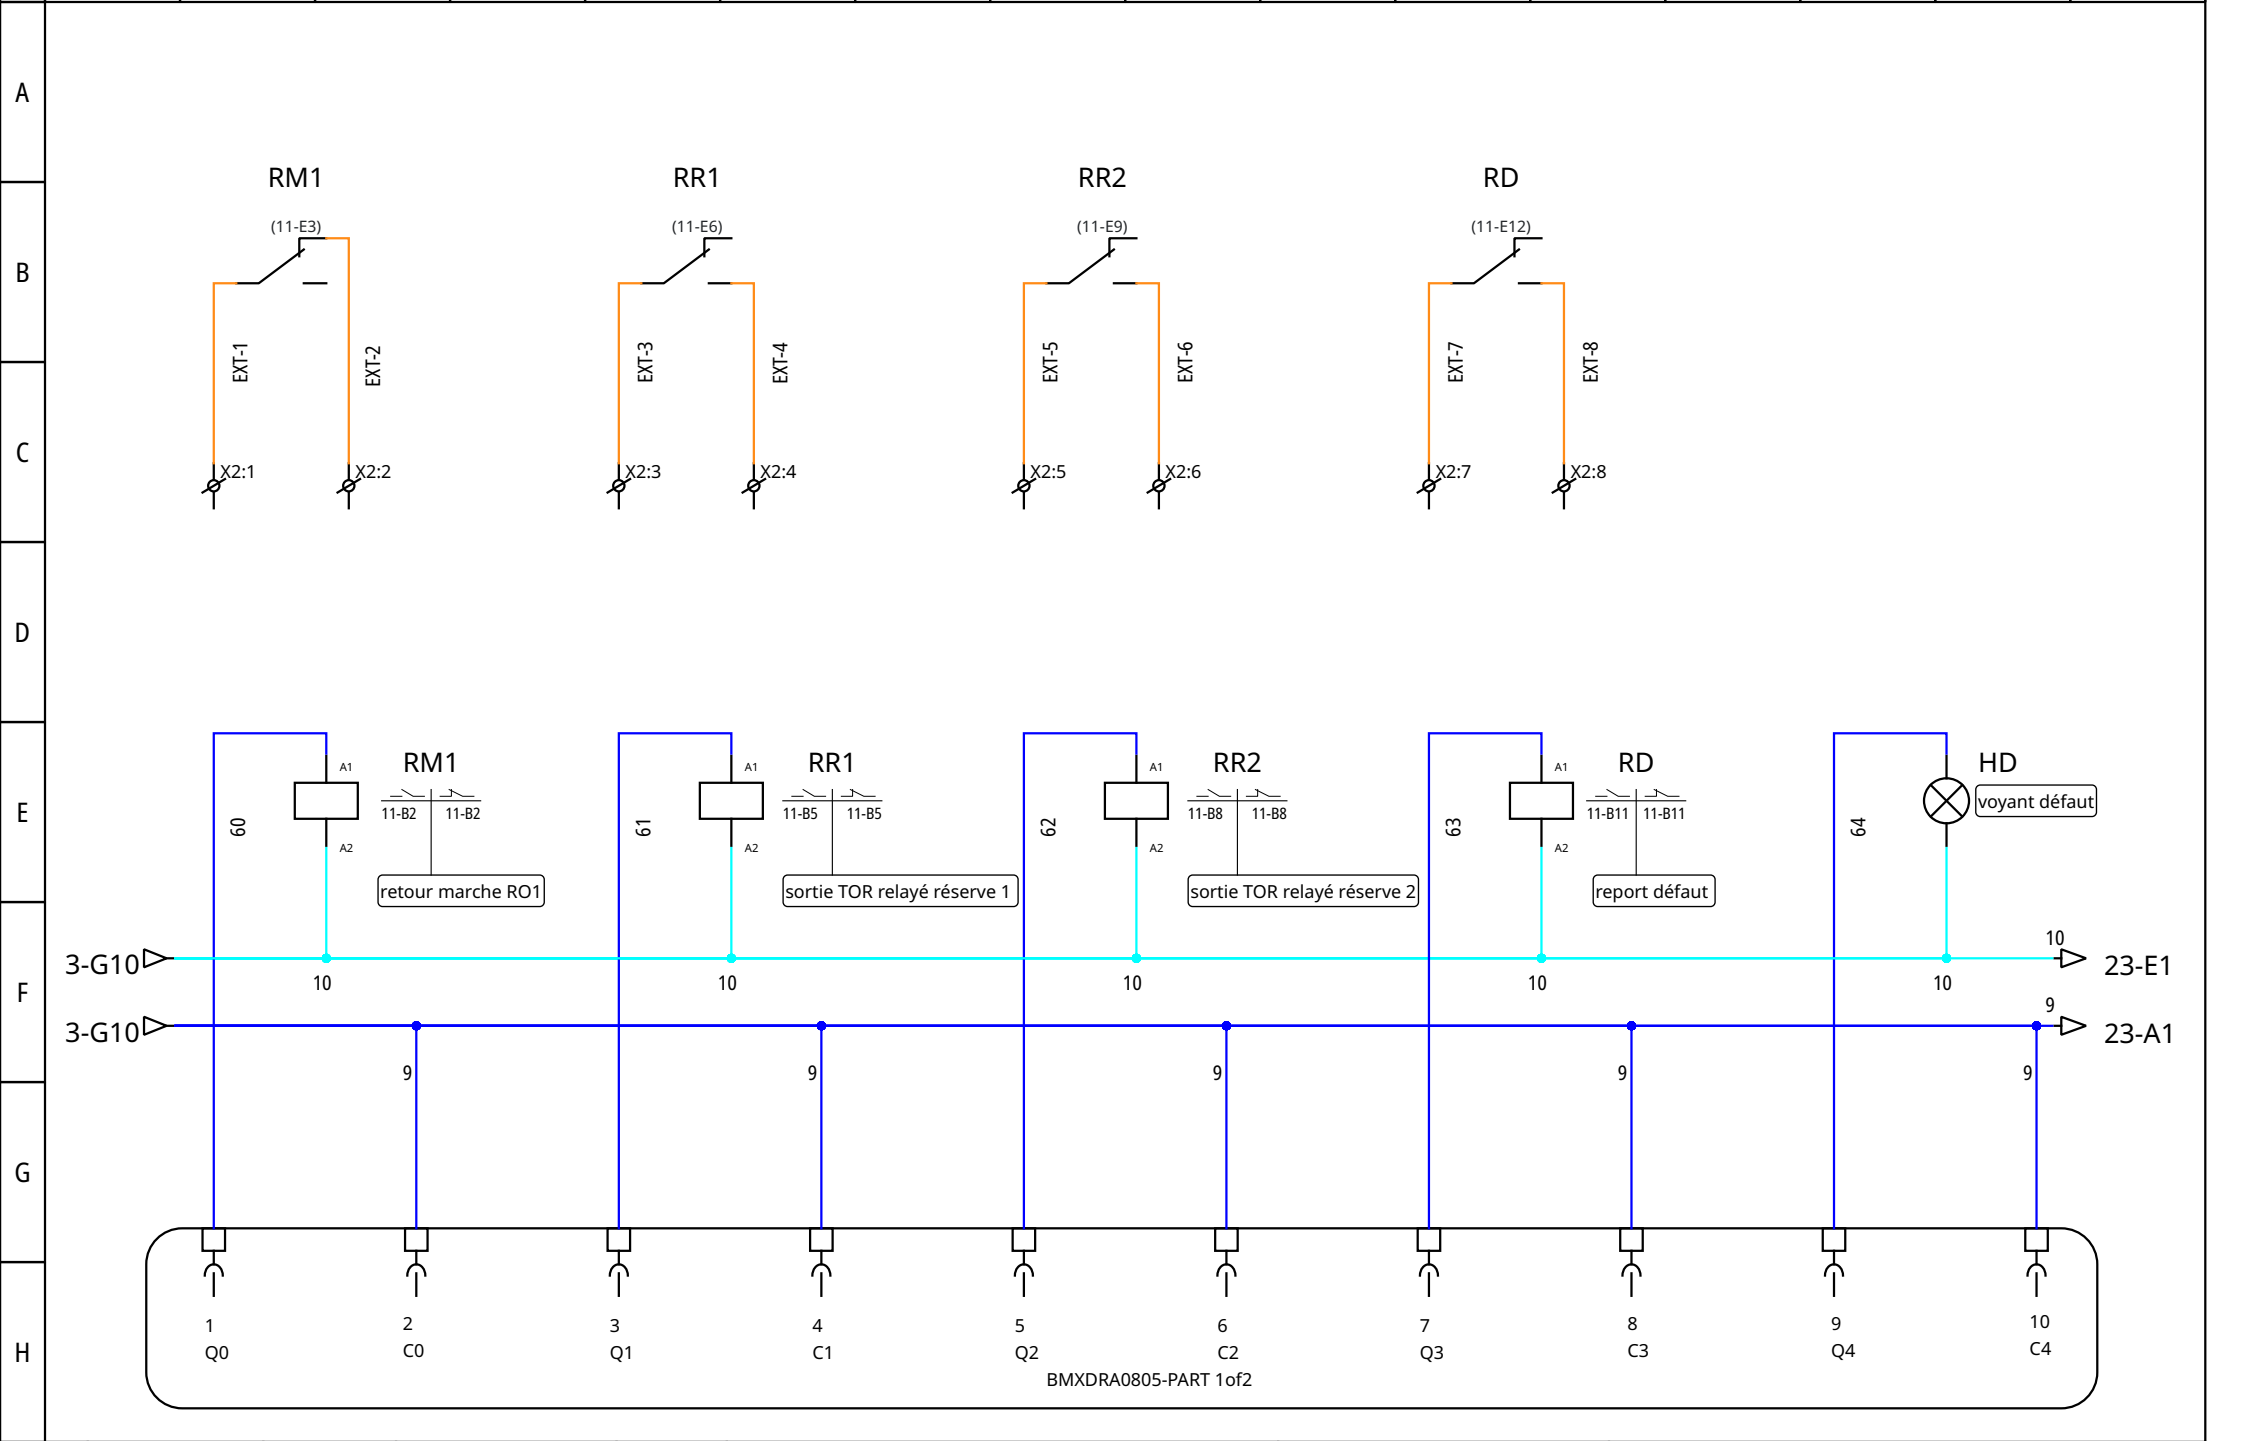 A
RM1 RR1 RR2 RD
(11-E3) (11-E6) (11-E9) (11-E12)
B
EXT-1 EXT-2 EXT-3 EXT-4 EXT-5 EXT-6 EXT-7 EXT-8
C
X2:1 X2:2 X2:3 X2:4 X2:5 X2:6 X2:7 X2:8
D
RM1 RR1 RR2 RD HD
A1 A1 A1 A1
voyant défaut
E
11-B2 11-B2 11-B5 11-B5 11-B8 11-B8 11-B11 11-B11
60 61 62 63 64
A2 A2 A2 A2
retour marche RO1 sortie TOR relayé réserve 1 sortie TOR relayé réserve 2 report défaut
10
3-G10 23-E1
10 10 10 10 10
F
9
3-G10 23-A1
9 9 9 9 9
G
1 2 3 4 5 6 7 8 9 10
Q0 C0 Q1 C1 Q2 C2 Q3 C3 Q4 C4
H
BMXDRA0805-PART 1of2